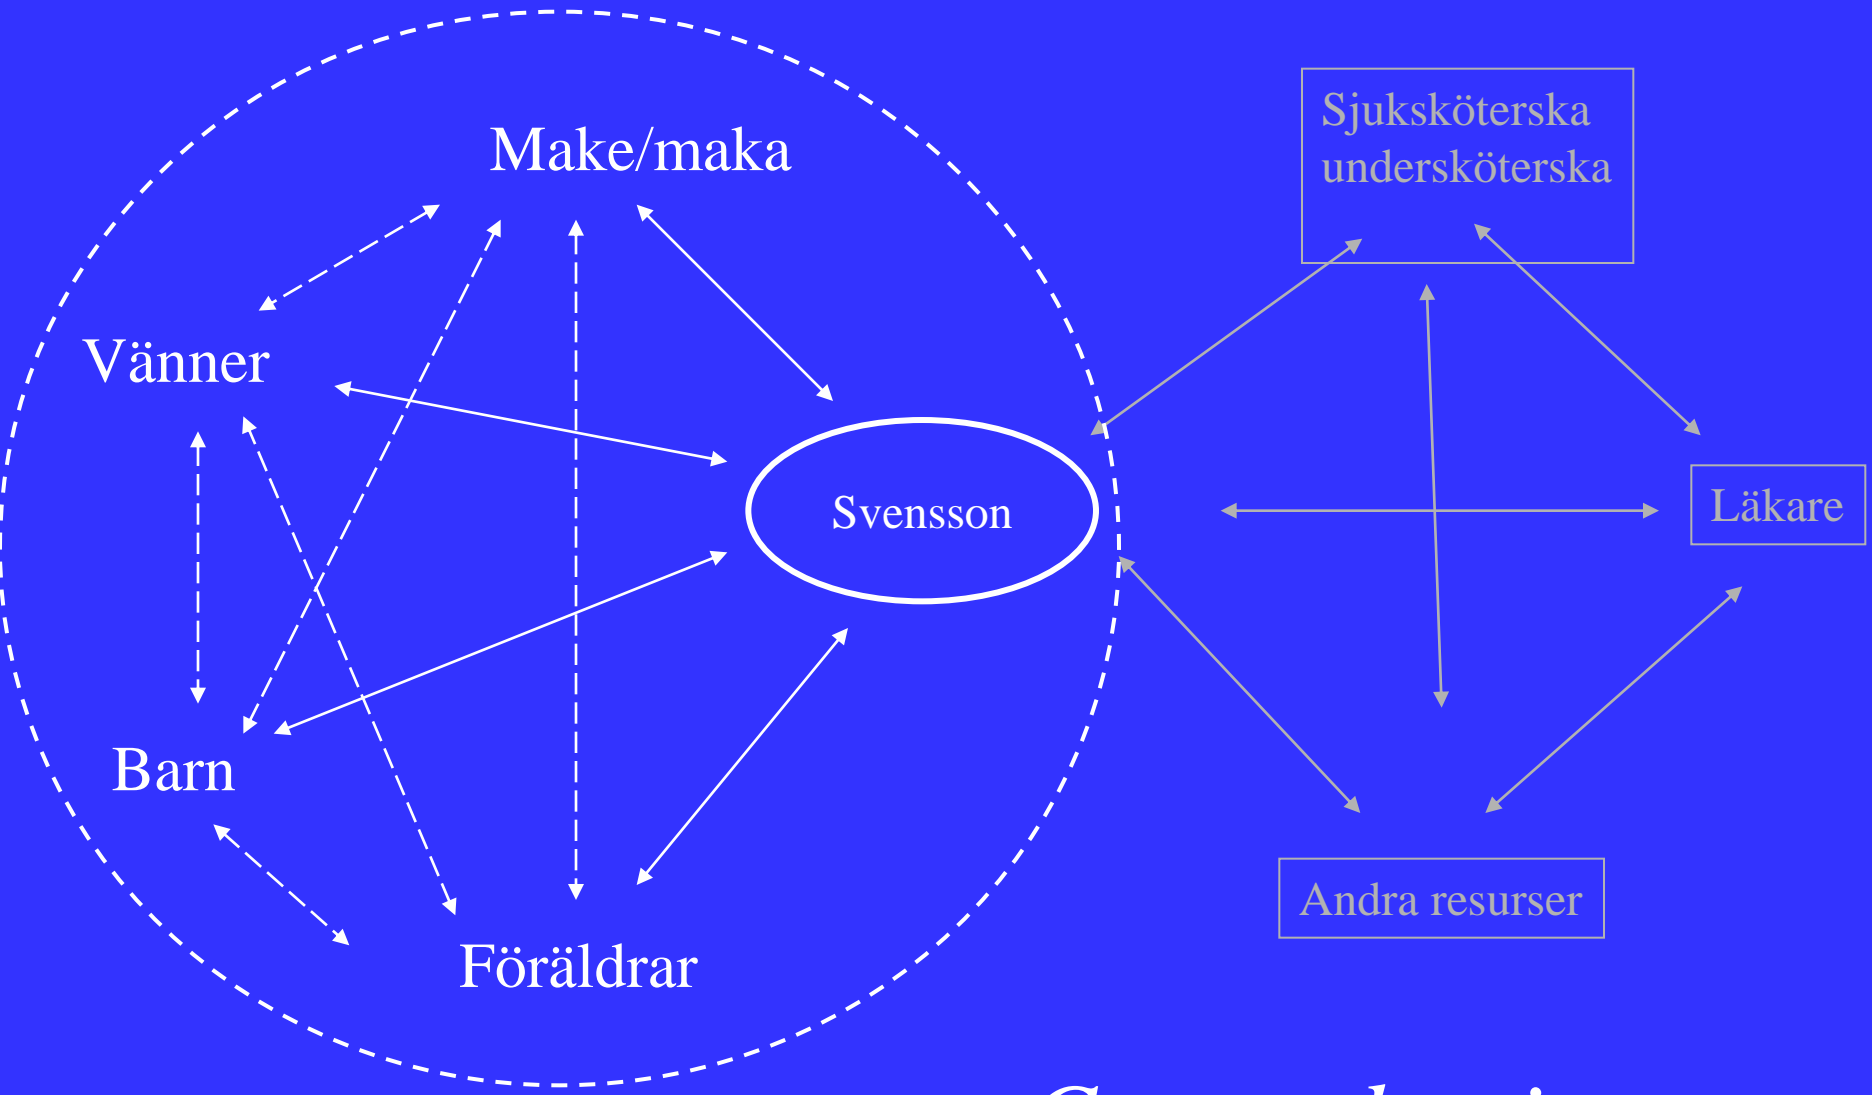 Make/maka
Vänner
Svensson
Barn
Föräldrar
Sjuksköterska
undersköterska
Läkare
Andra resurser